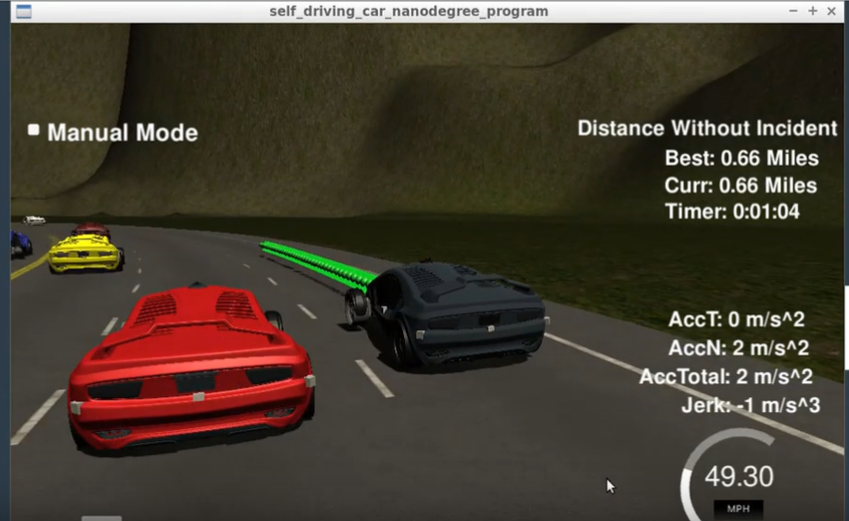 self_driving_car_nanodegree_program
Manual Mode
Distance Without Incident
Best: 0.66 Miles
Curr: 0.66 Miles
Timer: 0:01:04
AccT: 0 m/s^2
AccN: 2 m/s^2
AccTotal: 2 m/s^2
Jerk: -1 m/s^3
49.30
MPH